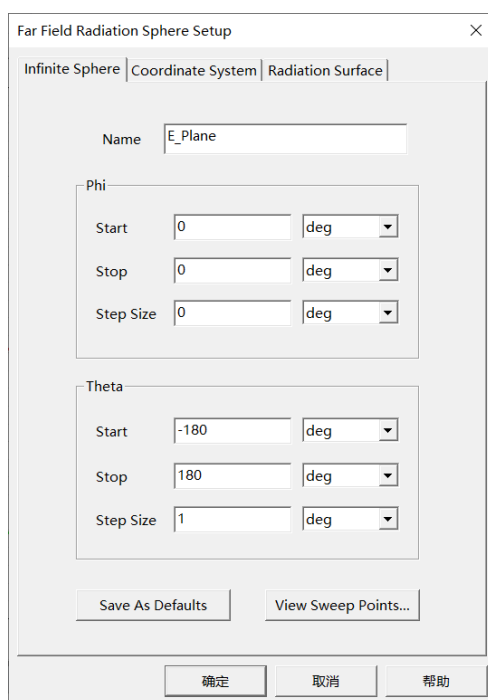 Far Field Radiation Sphere Setup
Infinite Sphere Coordinate System Radiation Surface
Name E_Plane
Phi
Start 0 deg
Stop 0 deg
Step Size 0 deg
Theta
Start -180 deg
Stop 180 deg
Step Size 1 deg
Save As Defaults View Sweep Points...
确定 取消 帮助